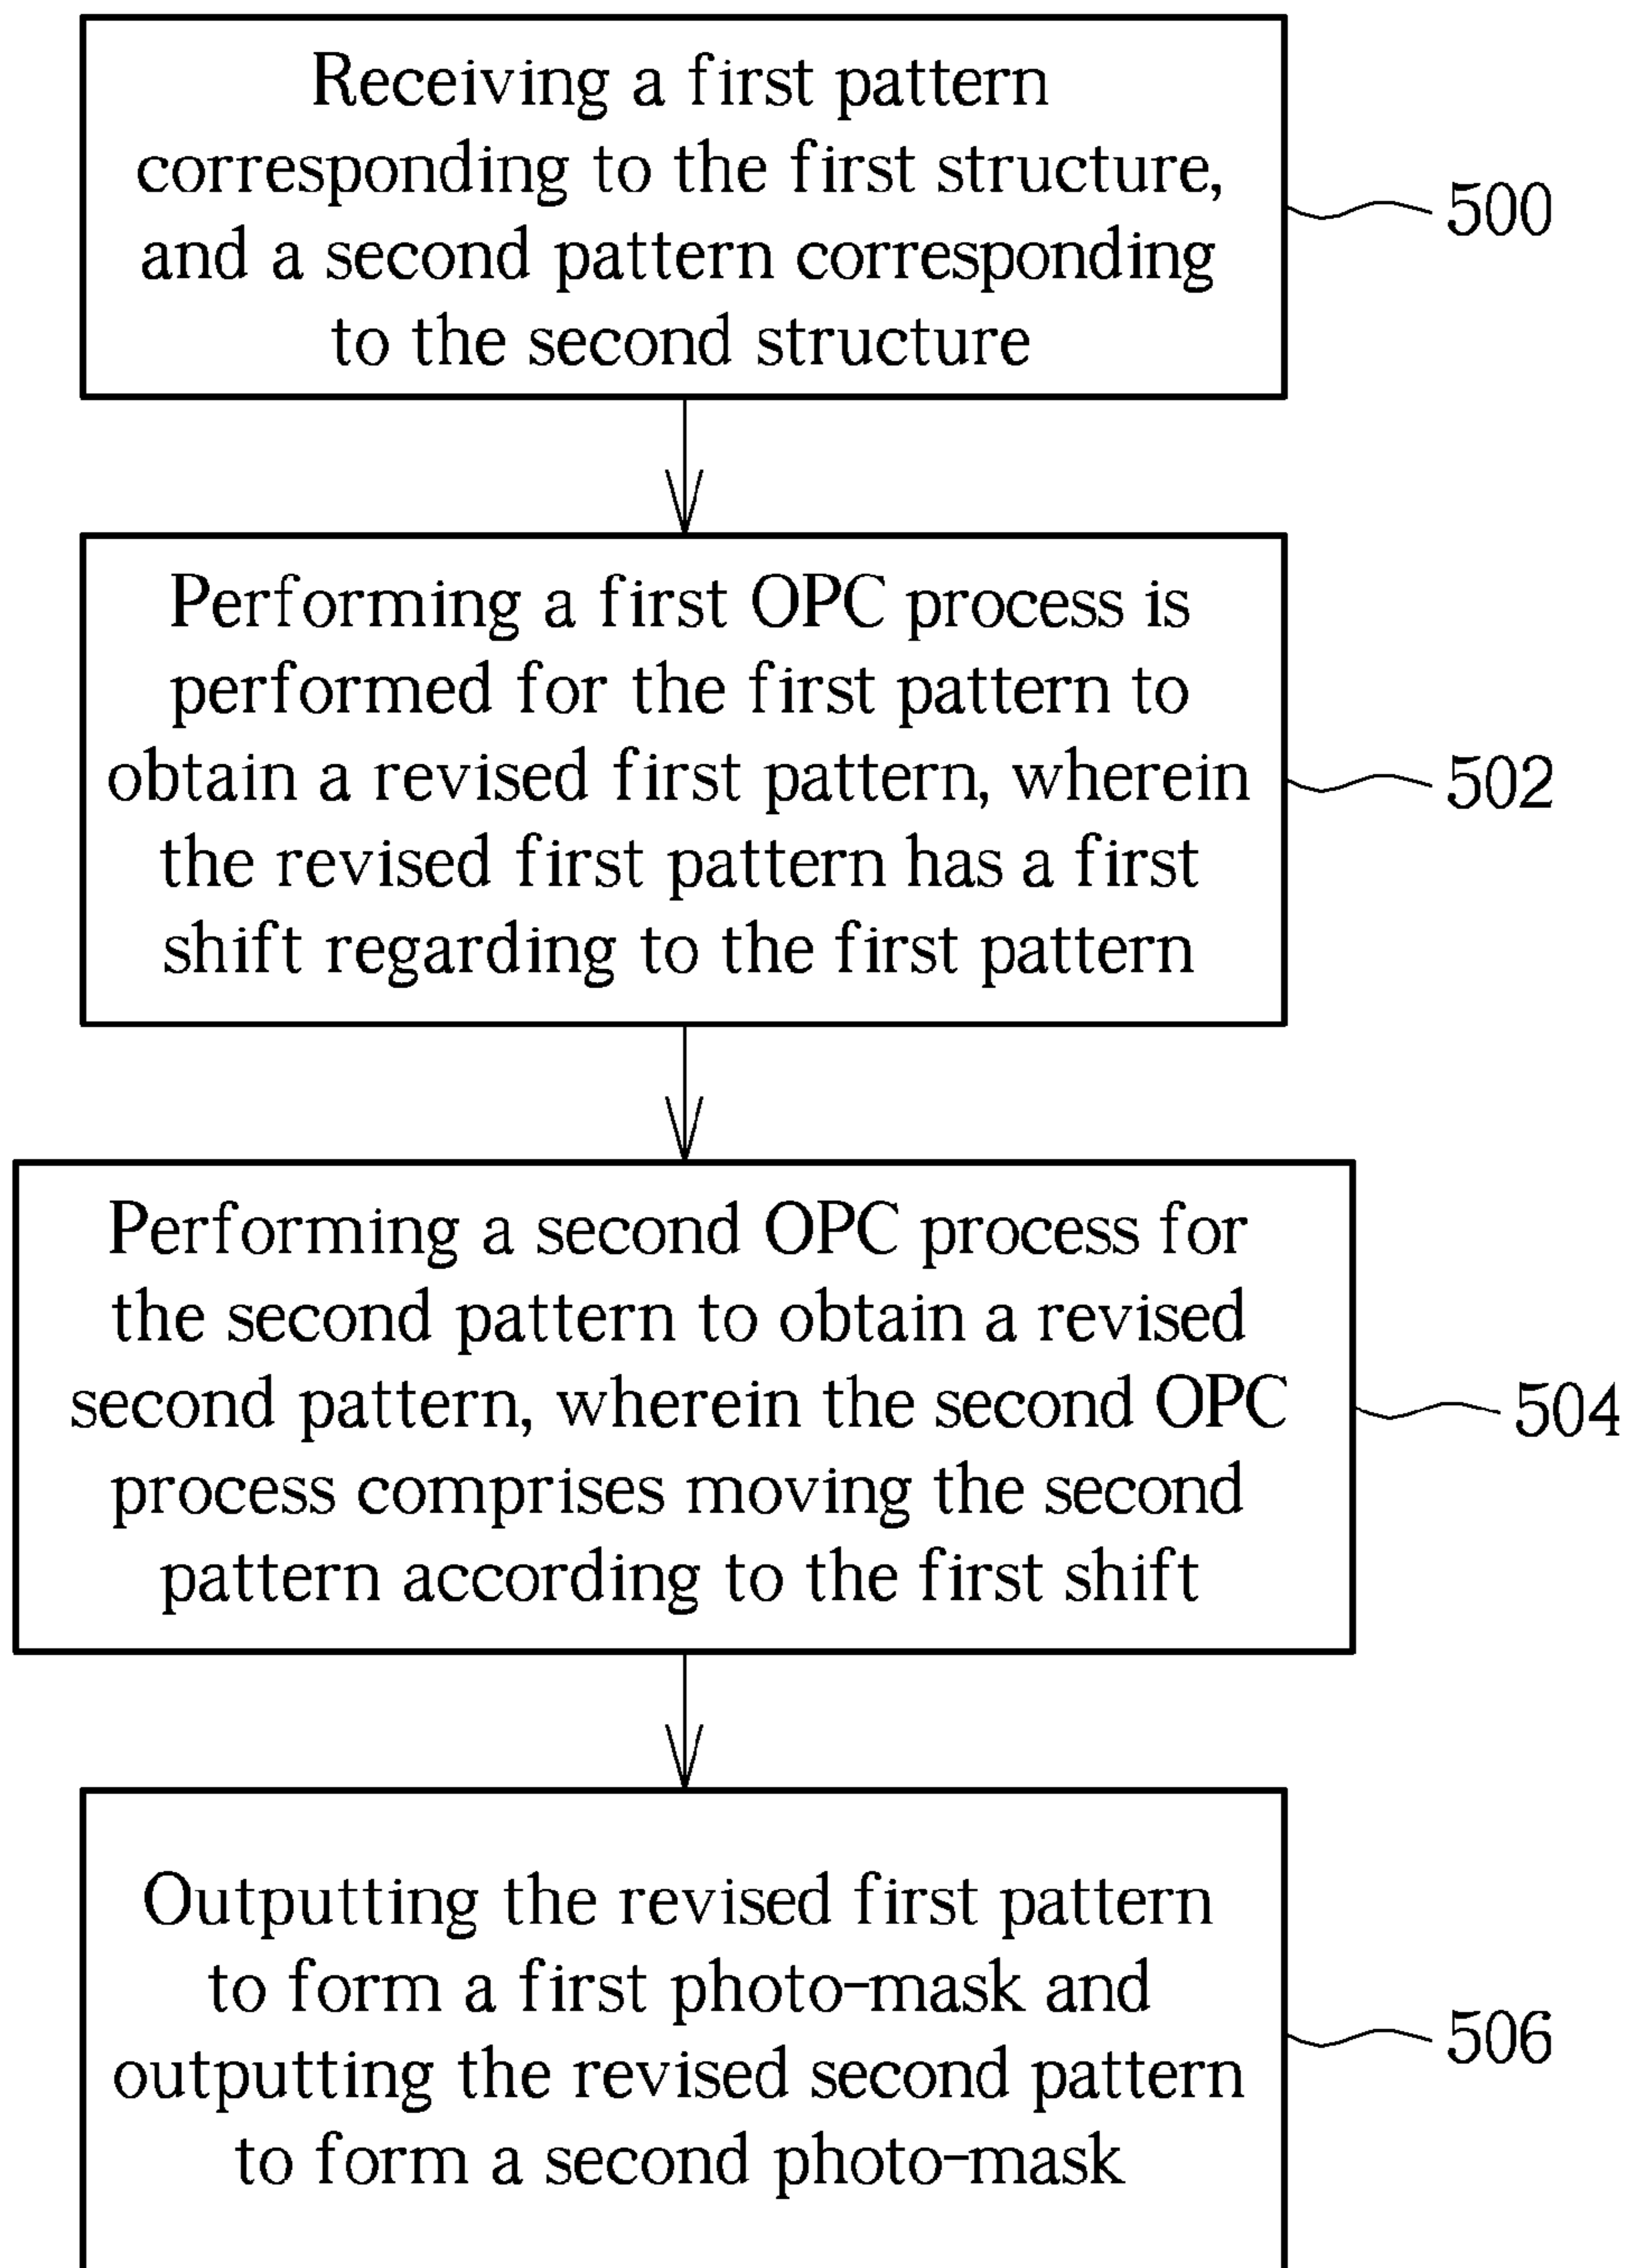 Receiving a first pattern
corresponding to the first structure,
and a second pattern corresponding
to the second structure
500
Performing a first OPC process is
performed for the first pattern to
obtain a revised first pattern, wherein
the revised first pattern has a first
shift regarding to the first pattern
502
Performing a second OPC process for
the second pattern to obtain a revised
second pattern, wherein the second OPC
process comprises moving the second
pattern according to the first shift
504
Outputting the revised first pattern
to form a first photo-mask and
outputting the revised second pattern
to form a second photo-mask
506